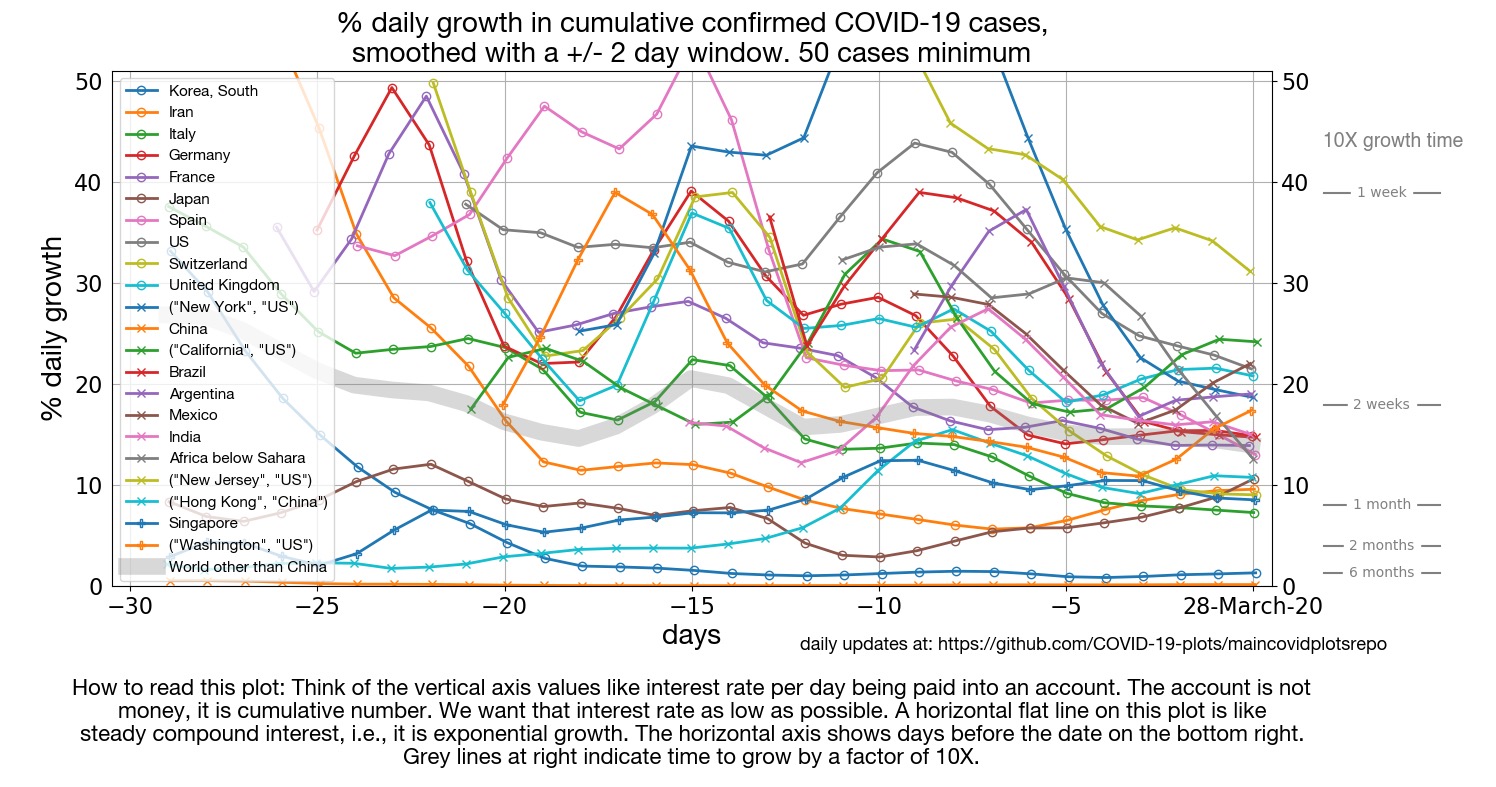 % daily growth in cumulative confirmed COVID-19 cases,
smoothed with a +/- 2 day window. 50 cases minimum
50
40
30
20
10
0
% daily growth
Korea, South
Iran
Italy
Germany
France
Japan
Spain
US
Switzerland
United Kingdom
("New York", "US")
China
("California", "US")
Brazil
Argentina
Mexico
India
Africa below Sahara
("New Jersey", "US")
("Hong Kong", "China")
Singapore
("Washington", "US")
World other than China
50
40
30
20
10
0
10X growth time
1 week
2 weeks
1 month
2 months
6 months
−30
−25
−20
−15
−10
−5
28-March-20
days
daily updates at: https://github.com/COVID-19-plots/maincovidplotsrepo
How to read this plot: Think of the vertical axis values like interest rate per day being paid into an account. The account is not
money, it is cumulative number. We want that interest rate as low as possible. A horizontal flat line on this plot is like
steady compound interest, i.e., it is exponential growth. The horizontal axis shows days before the date on the bottom right.
Grey lines at right indicate time to grow by a factor of 10X.